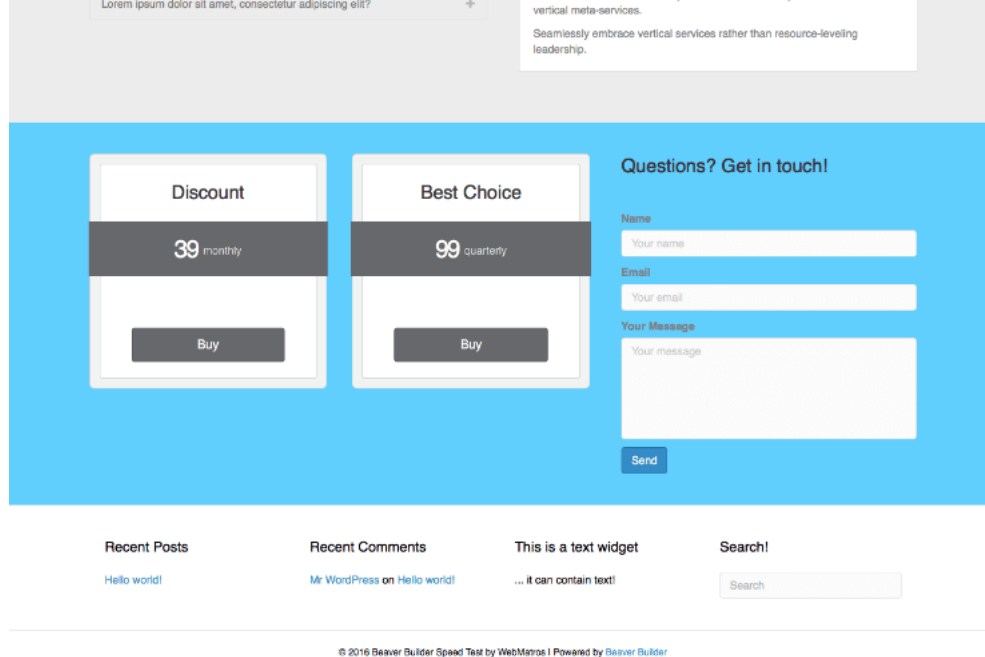 Lorem ipsum dolor sit amet, consectetur adipiscing elit? +
vertical meta-services.
Seamlessly embrace vertical services rather than resource-leveling
leadership.
Discount
39 monthly
Buy
Best Choice
99 quarterly
Buy
Questions? Get in touch!
Name
Your name
Email
Your email
Your Message
Your message
Send
Recent Posts
Hello world!
Recent Comments
Mr WordPress on Hello world!
This is a text widget
... it can contain text!
Search!
Search
© 2016 Beaver Builder Speed Test by WebMatros | Powered by Beaver Builder